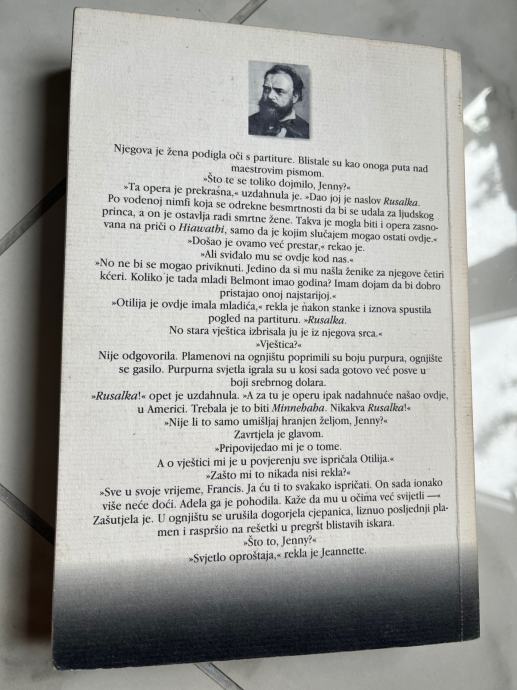 Njegova je žena podigla oči s partiture. Blistale su kao onoga puta nad
maestrovim pismom.
»Što te se toliko dojmilo, Jenny?«
»Ta opera je prekrasna,« uzdahnula je. »Dao joj je naslov Rusalka.
Po vodenoj nimfi koja se odrekne besmrtnosti da bi se udala za ljudskog
princa, a on je ostavlja radi smrtne žene. Takva je mogla biti i opera zasno-
vana na priči o Hiawathi, samo da je kojim slučajem mogao ostati ovdje.«
»Došao je ovamo već prestar,« rekao je.
»Ali sviđalo mu se ovdje kod nas.«
»No ne bi se mogao priviknuti. Jedino da si mu našla ženike za njegove četiri
kćeri. Koliko je tada mladi Belmont imao godina? Imam dojam da bi dobro
pristajao onoj najstarijoj.«
»Otilija je ovdje imala mladića,« rekla je nakon stanke i iznova spustila
pogled na partituru. »Rusalka.
No stara vještica izbrisala ju je iz njegova srca.«
»Vještica?«
Nije odgovorila. Plamenovi na ognjištu poprimili su boju purpura, ognjište
se gasilo. Purpurna svjetla igrala su u kosi sada gotovo već posve u
boji srebrnog dolara.
»Rusalka!« opet je uzdahnula. »A za tu je operu ipak nadahnuće našao ovdje,
u Americi. Trebala je to biti Minnehaha. Nikakva Rusalka!«
»Nije li to samo umišljaj hranjen željom, Jenny?«
Zavrtjela je glavom.
»Pripovijedao mi je o tome.
A o vještici mi je u povjerenju sve ispričala Otilija.«
»Zašto mi to nikada nisi rekla?«
»Sve u svoje vrijeme, Francis. Ja ću ti to svakako ispričati. On sada ionako
više neće doći. Adela ga je pohodila. Kaže da mu u očima već svijetli —«
Zašutjela je. U ognjištu se urušila dogorjela cjepanica, liznuo posljednji pla-
men i raspršio na rešetki u pregršt blistavih iskara.
»Što to, Jenny?«
»Svjetlo oproštaja,« rekla je Jeannette.